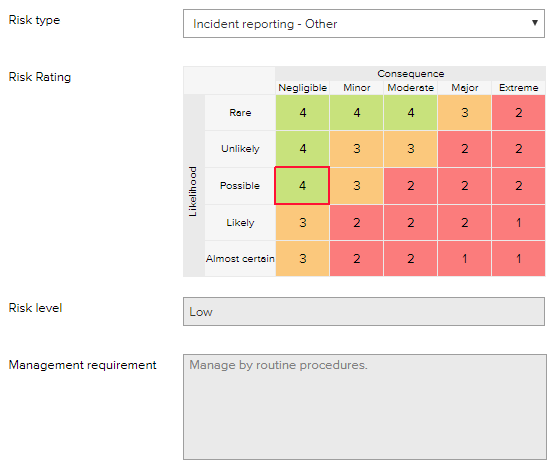 Risk type
Incident reporting - Other
Risk Rating
Consequence
Negligible Minor Moderate Major Extreme
Likelihood
Rare 4 4 4 3 2
Unlikely 4 3 3 2 2
Possible 4 3 2 2 2
Likely 3 2 2 2 1
Almost certain 3 2 2 1 1
Risk level
Low
Management requirement
Manage by routine procedures.